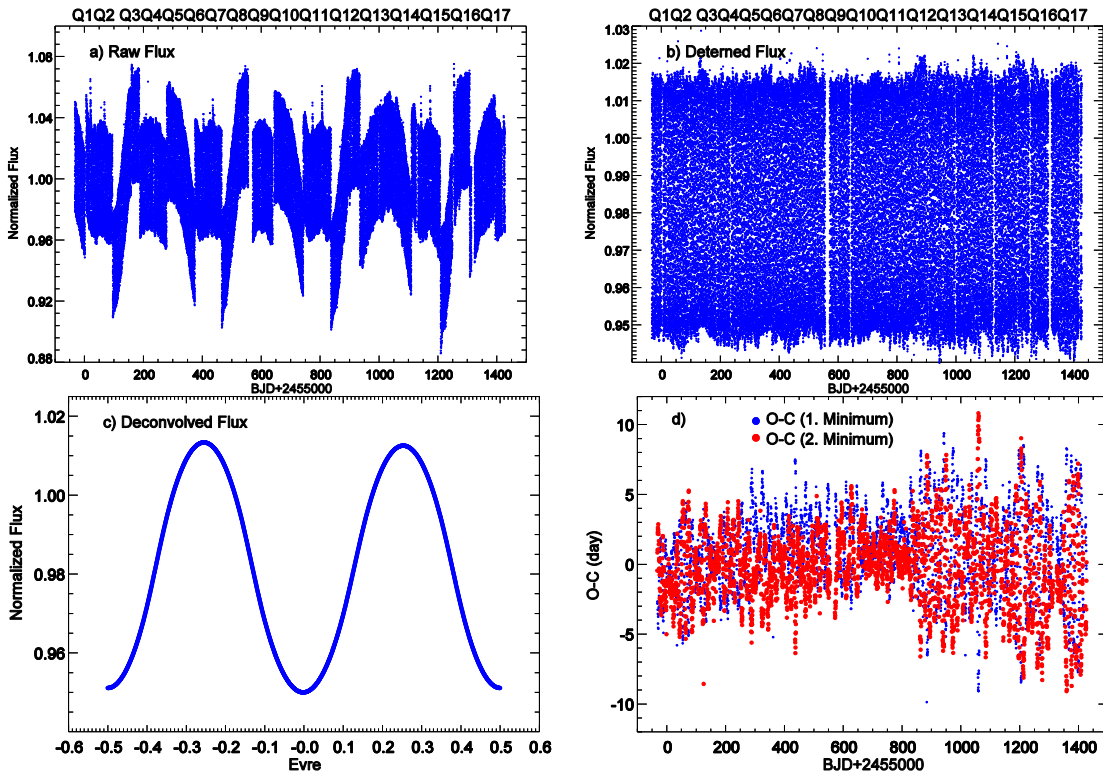 Q1Q2 Q3Q4Q5Q6Q7Q8Q9Q10Q11Q12Q13Q14Q15Q16Q17
a) Raw Flux
Normalized Flux
1.08
1.04
1.00
0.96
0.92
0.88
0 200 400 600 800 1000 1200 1400
BJD+2455000
Q1Q2 Q3Q4Q5Q6Q7Q8Q9Q10Q11Q12Q13Q14Q15Q16Q17
b) Deterned Flux
Normalized Flux
1.03
1.02
1.01
1.00
0.99
0.98
0.97
0.96
0.95
0 200 400 600 800 1000 1200 1400
BJD+2455000
c) Deconvolved Flux
Normalized Flux
1.02
1.00
0.98
0.96
-0.6 -0.5 -0.4 -0.3 -0.2 -0.1 -0.0 0.1 0.2 0.3 0.4 0.5 0.6
Evre
d)
O-C (1. Minimum)
O-C (2. Minimum)
O-C (day)
10
5
0
-5
-10
0 200 400 600 800 1000 1200 1400
BJD+2455000